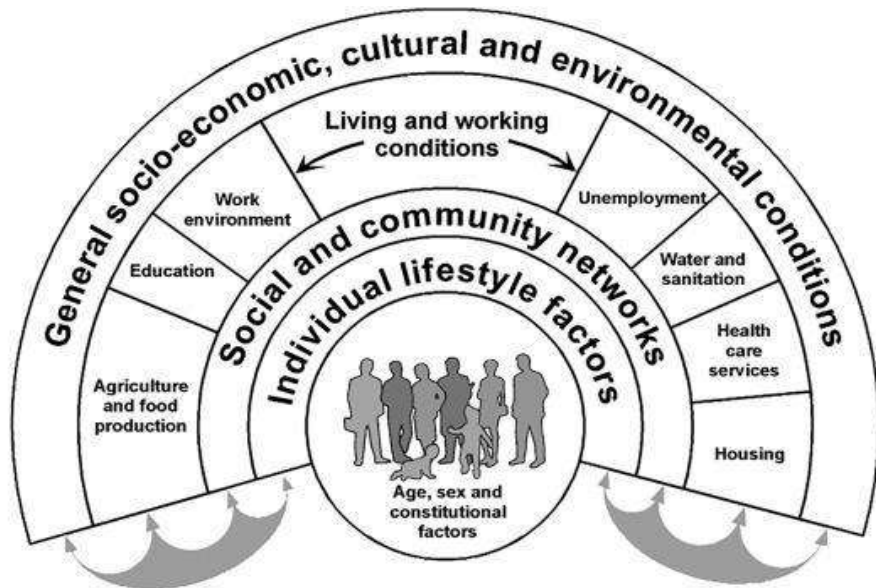 General socio-economic, cultural and environmental conditions
Living and working
conditions
Work
environment
Unemployment
Education
Water and
sanitation
Agriculture
and food
production
Health
care
services
Housing
Social and community networks
Individual lifestyle factors
Age, sex and
constitutional
factors